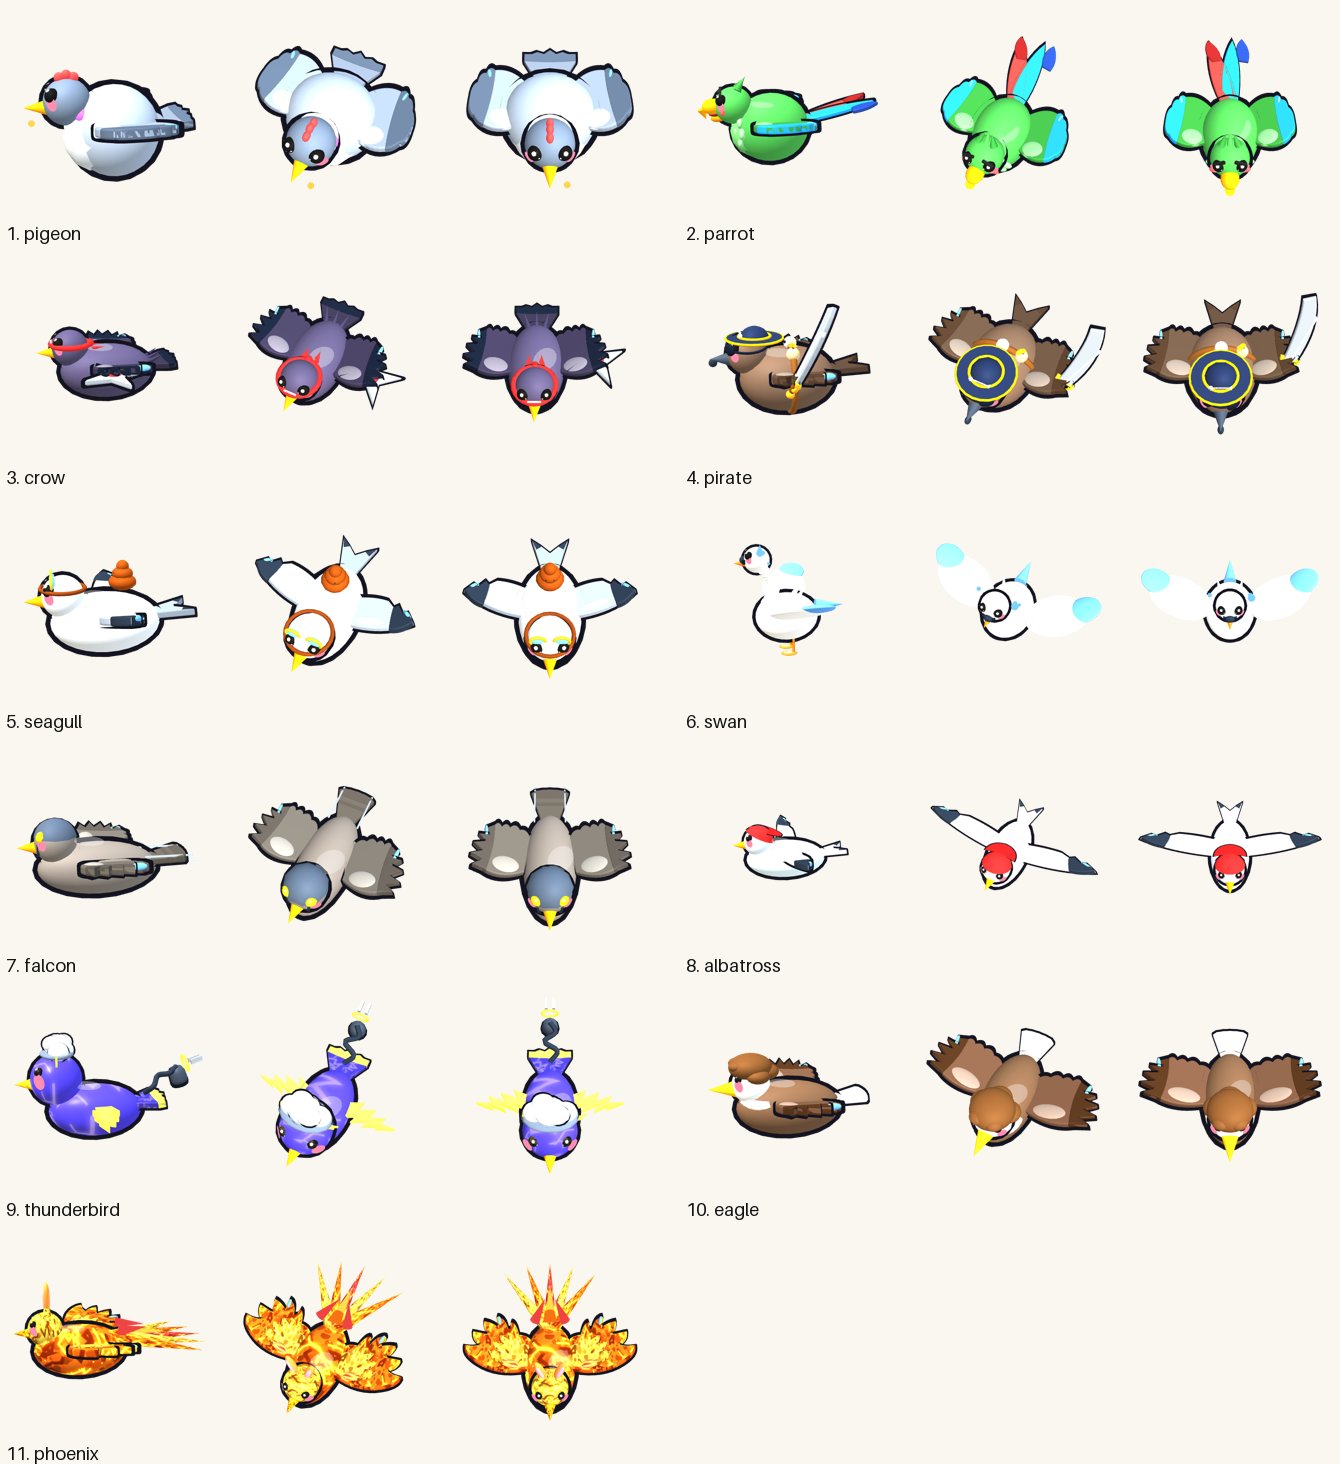 1. pigeon
2. parrot
3. crow
4. pirate
5. seagull
6. swan
7. falcon
8. albatross
9. thunderbird
10. eagle
11. phoenix